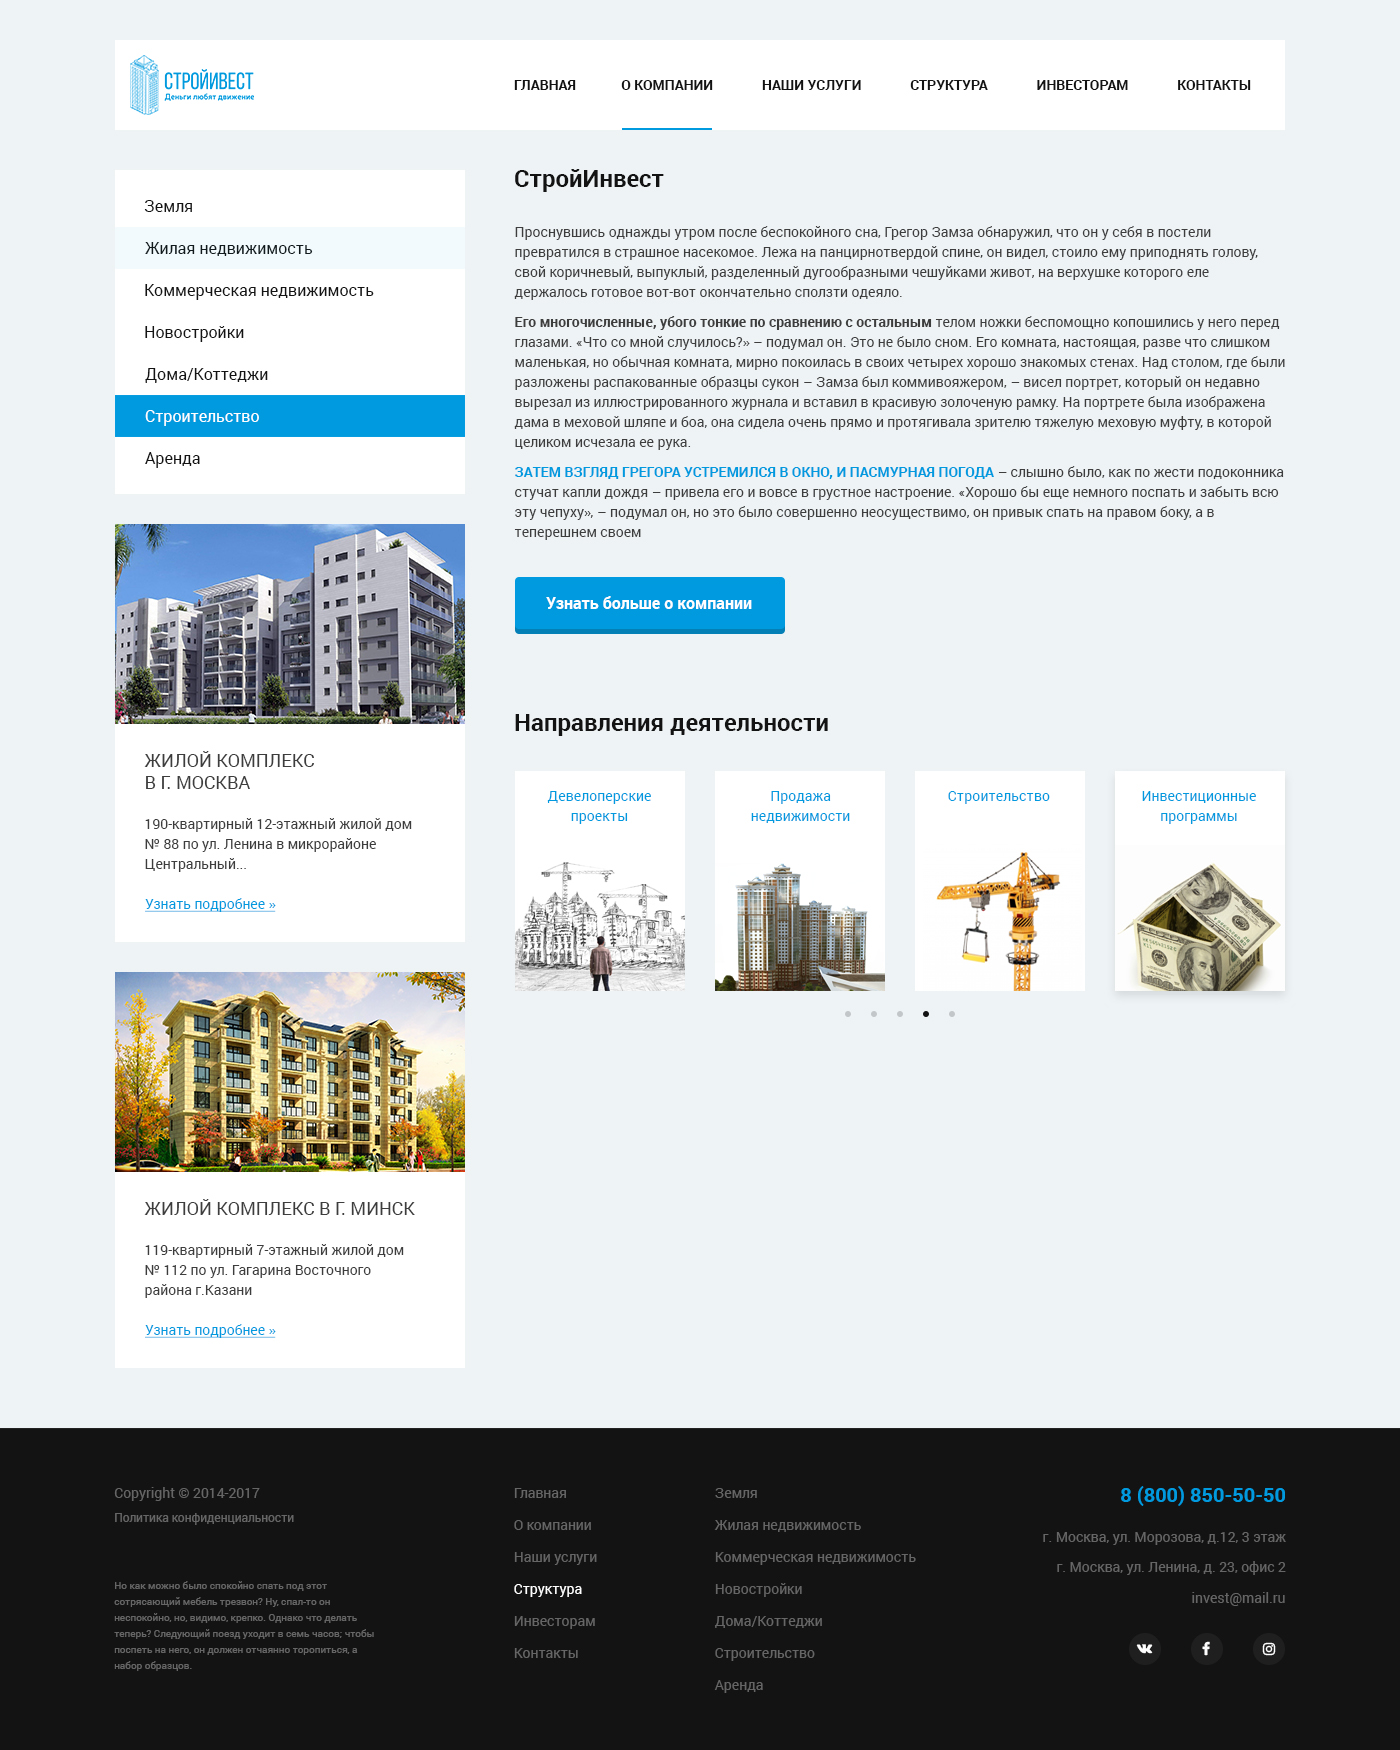 СТРОЙИВЕСТ
Деньги любят движение
ГЛАВНАЯ
О КОМПАНИИ
НАШИ УСЛУГИ
СТРУКТУРА
ИНВЕСТОРАМ
КОНТАКТЫ
Земля
Жилая недвижимость
Коммерческая недвижимость
Новостройки
Дома/Коттеджи
Строительство
Аренда
ЖИЛОЙ КОМПЛЕКС
В Г. МОСКВА
190-квартирный 12-этажный жилой дом
№ 88 по ул. Ленина в микрорайоне
Центральный...
Узнать подробнее »
ЖИЛОЙ КОМПЛЕКС В Г. МИНСК
119-квартирный 7-этажный жилой дом
№ 112 по ул. Гагарина Восточного
района г.Казани
Узнать подробнее »
СтройИнвест
Проснувшись однажды утром после беспокойного сна, Грегор Замза обнаружил, что он у себя в постели
превратился в страшное насекомое. Лежа на панцирнотвердой спине, он видел, стоило ему приподнять голову,
свой коричневый, выпуклый, разделенный дугообразными чешуйками живот, на верхушке которого еле
держалось готовое вот-вот окончательно сползти одеяло.
Его многочисленные, убого тонкие по сравнению с остальным телом ножки беспомощно копошились у него перед
глазами. «Что со мной случилось?» – подумал он. Это не было сном. Его комната, настоящая, разве что слишком
маленькая, но обычная комната, мирно покоилась в своих четырех хорошо знакомых стенах. Над столом, где были
разложены распакованные образцы сукон – Замза был коммивояжером, – висел портрет, который он недавно
вырезал из иллюстрированного журнала и вставил в красивую золоченую рамку. На портрете была изображена
дама в меховой шляпе и боа, она сидела очень прямо и протягивала зрителю тяжелую меховую муфту, в которой
целиком исчезала ее рука.
ЗАТЕМ ВЗГЛЯД ГРЕГОРА УСТРЕМИЛСЯ В ОКНО, И ПАСМУРНАЯ ПОГОДА – слышно было, как по жести подоконника
стучат капли дождя – привела его и вовсе в грустное настроение. «Хорошо бы еще немного поспать и забыть всю
эту чепуху», – подумал он, но это было совершенно неосуществимо, он привык спать на правом боку, а в
теперешнем своем
Узнать больше о компании
Направления деятельности
Девелоперские
проекты
Продажа
недвижимости
Строительство
Инвестиционные
программы
Copyright © 2014-2017
Политика конфиденциальности
Но как можно было спокойно спать под этот
сотрясающий мебель трезвон? Ну, спал-то он
неспокойно, но, видимо, крепко. Однако что делать
теперь? Следующий поезд уходит в семь часов; чтобы
поспеть на него, он должен отчаянно торопиться, а
набор образцов.
Главная
О компании
Наши услуги
Структура
Инвесторам
Контакты
Земля
Жилая недвижимость
Коммерческая недвижимость
Новостройки
Дома/Коттеджи
Строительство
Аренда
8 (800) 850-50-50
г. Москва, ул. Морозова, д.12, 3 этаж
г. Москва, ул. Ленина, д. 23, офис 2
invest@mail.ru